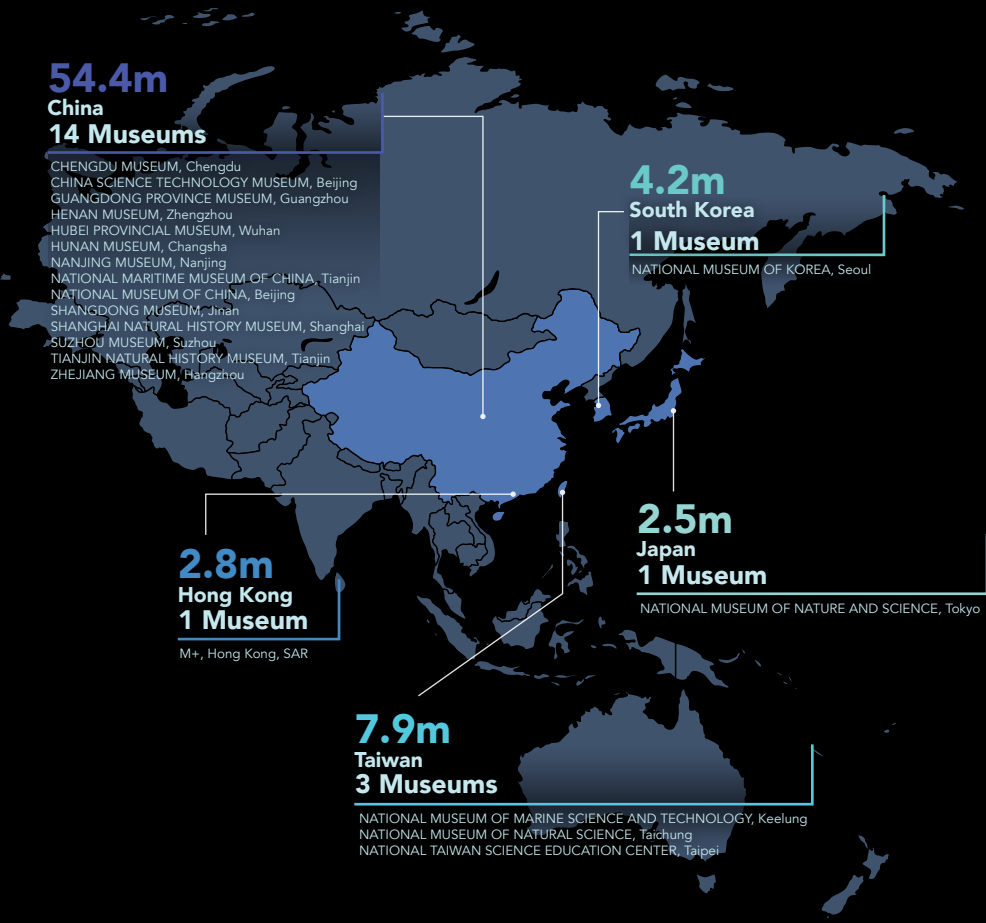 54.4m
China
14 Museums
CHENGDU MUSEUM, Chengdu
CHINA SCIENCE TECHNOLOGY MUSEUM, Beijing
GUANGDONG PROVINCE MUSEUM, Guangzhou
HENAN MUSEUM, Zhengzhou
HUBEI PROVINCIAL MUSEUM, Wuhan
HUNAN MUSEUM, Changsha
NANJING MUSEUM, Nanjing
NATIONAL MARITIME MUSEUM OF CHINA, Tianjin
NATIONAL MUSEUM OF CHINA, Beijing
SHANGDONG MUSEUM, Jinan
SHANGHAI NATURAL HISTORY MUSEUM, Shanghai
SUZHOU MUSEUM, Suzhou
TIANJIN NATURAL HISTORY MUSEUM, Tianjin
ZHEJIANG MUSEUM, Hangzhou
4.2m
South Korea
1 Museum
NATIONAL MUSEUM OF KOREA, Seoul
2.5m
Japan
1 Museum
NATIONAL MUSEUM OF NATURE AND SCIENCE, Tokyo
2.8m
Hong Kong
1 Museum
M+, Hong Kong, SAR
7.9m
Taiwan
3 Museums
NATIONAL MUSEUM OF MARINE SCIENCE AND TECHNOLOGY, Keelung
NATIONAL MUSEUM OF NATURAL SCIENCE, Taichung
NATIONAL TAIWAN SCIENCE EDUCATION CENTER, Taipei